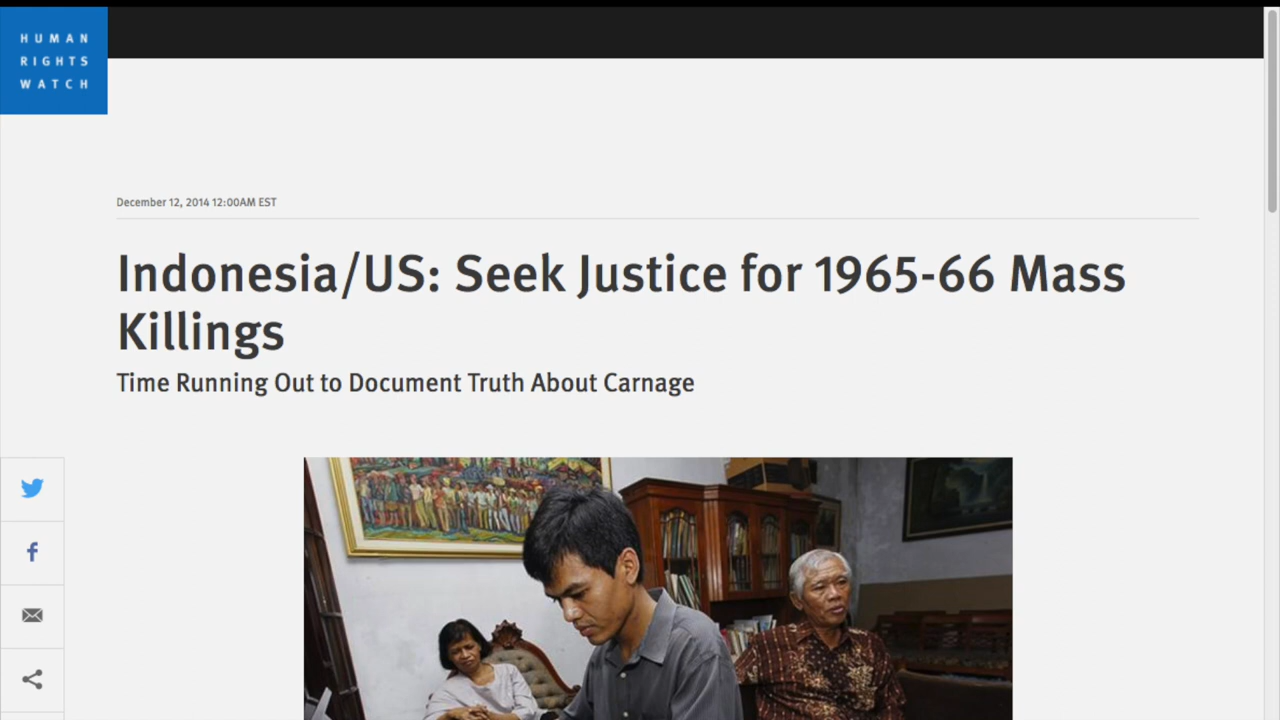 HUMAN
RIGHTS
WATCH
December 12, 2014 12:00AM EST
Indonesia/US: Seek Justice for 1965-66 Mass
Killings
Time Running Out to Document Truth About Carnage